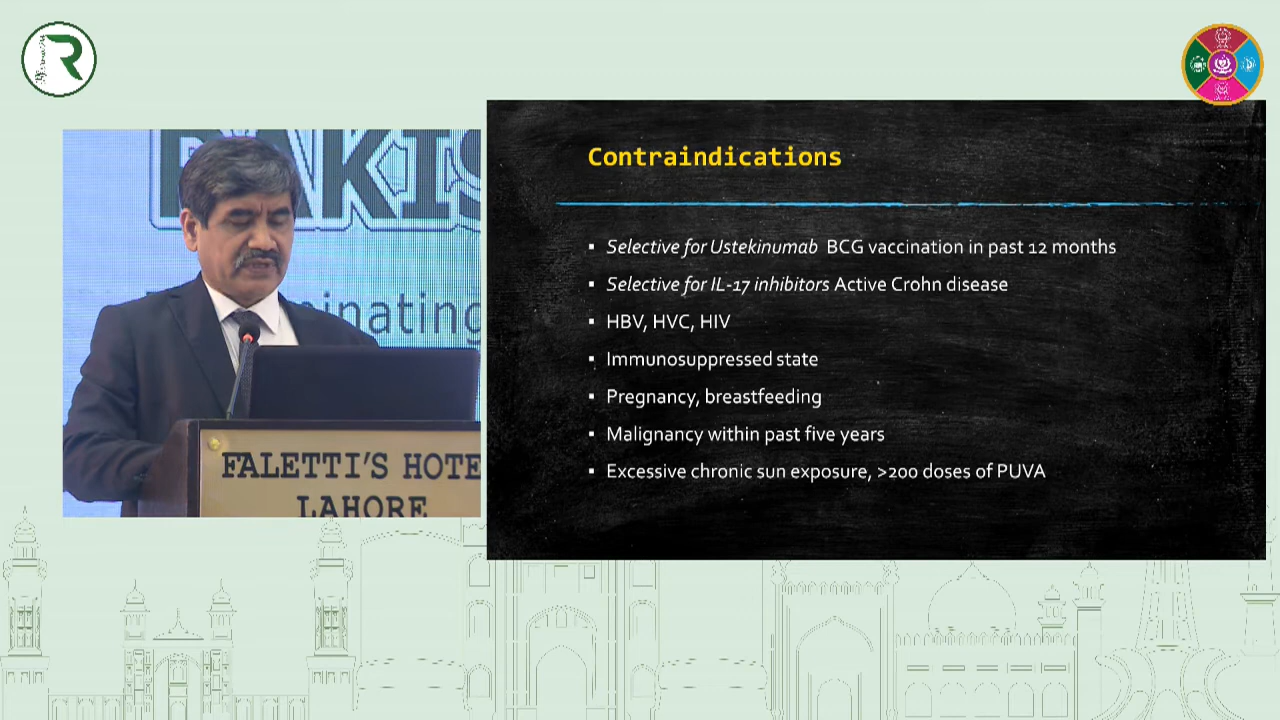 R
PAKIS
inating
FALETTI'S HOTE
LAHORE
Contraindications
▪ Selective for Ustekinumab BCG vaccination in past 12 months
▪ Selective for IL-17 inhibitors Active Crohn disease
▪ HBV, HVC, HIV
▪ Immunosuppressed state
▪ Pregnancy, breastfeeding
▪ Malignancy within past five years
▪ Excessive chronic sun exposure, >200 doses of PUVA